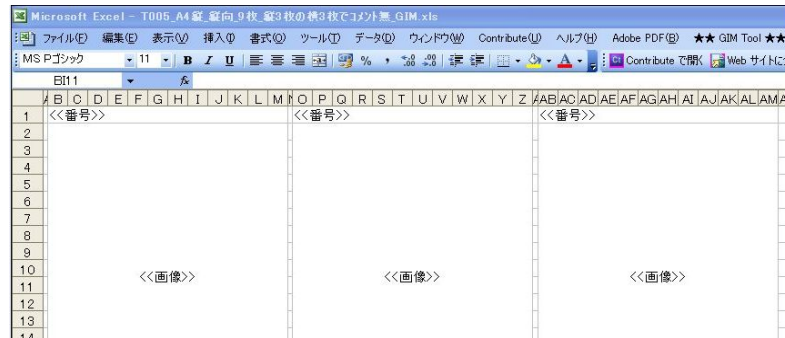 Microsoft Excel - T005_A4縦_縦向_9枚_縦3枚の横3枚でコメント無_GIM.xls
ファイル(F) 編集(E) 表示(V) 挿入(I) 書式(O) ツール(T) データ(D) ウィンドウ(W) Contribute(U) ヘルプ(H) Adobe PDF(B) ★★ GIM Tool ★★
MS Pゴシック 11 B I U % , Contribute で開く Web サイトに
BI11 fx
A B C D E F G H I J K L M N O P Q R S T U V W X Y Z AA AB AC AD AE AF AG AH AI AJ AK AL AM
1 <<番号>> <<番号>> <<番号>>
2
3
4
5
6
7
8
9
10
<<画像>> <<画像>> <<画像>>
11
12
13
14